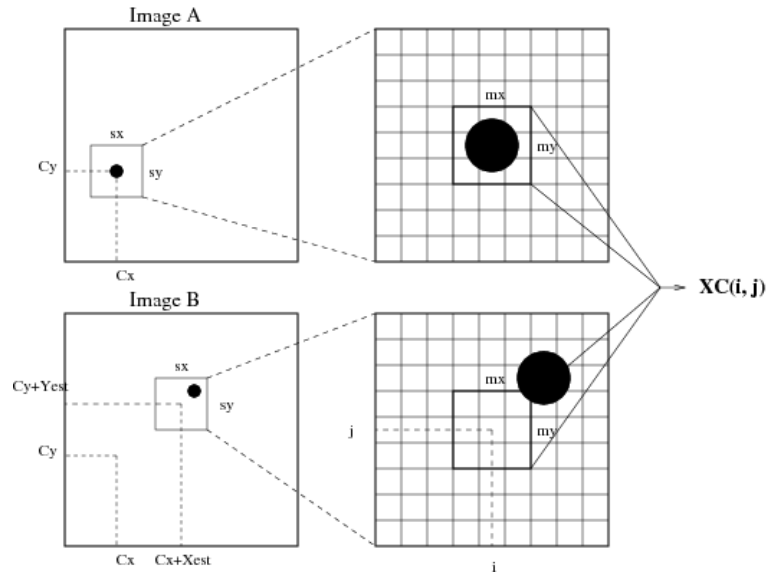 Image A
sx
Cy
sy
Cx
mx
my
XC(i, j)
Image B
sx
Cy+Yest
sy
Cy
Cx
Cx+Xest
mx
j
my
i